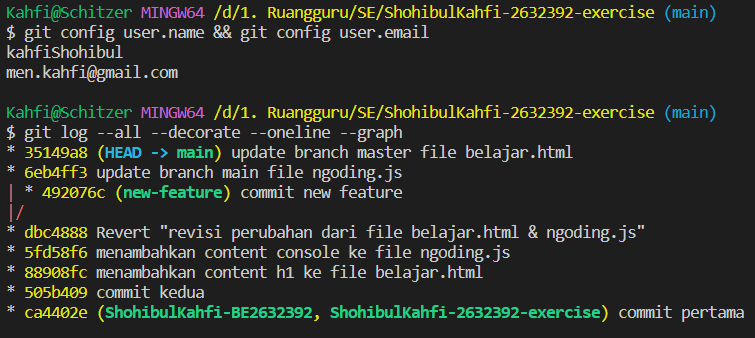 Kahfi@Schitzer MINGW64 /d/1. Ruangguru/SE/ShohibulKahfi-2632392-exercise (main)
$ git config user.name && git config user.email
kahfiShohibul
men.kahfi@gmail.com
Kahfi@Schitzer MINGW64 /d/1. Ruangguru/SE/ShohibulKahfi-2632392-exercise (main)
$ git log --all --decorate --oneline --graph
* 35149a8 (HEAD -> main) update branch master file belajar.html
* 6eb4ff3 update branch main file ngoding.js
| * 492076c (new-feature) commit new feature
|/
* dbc4888 Revert "revisi perubahan dari file belajar.html & ngoding.js"
* 5fd58f6 menambahkan content console ke file ngoding.js
* 88908fc menambahkan content h1 ke file belajar.html
* 505b409 commit kedua
* ca4402e (ShohibulKahfi-BE2632392, ShohibulKahfi-2632392-exercise) commit pertama